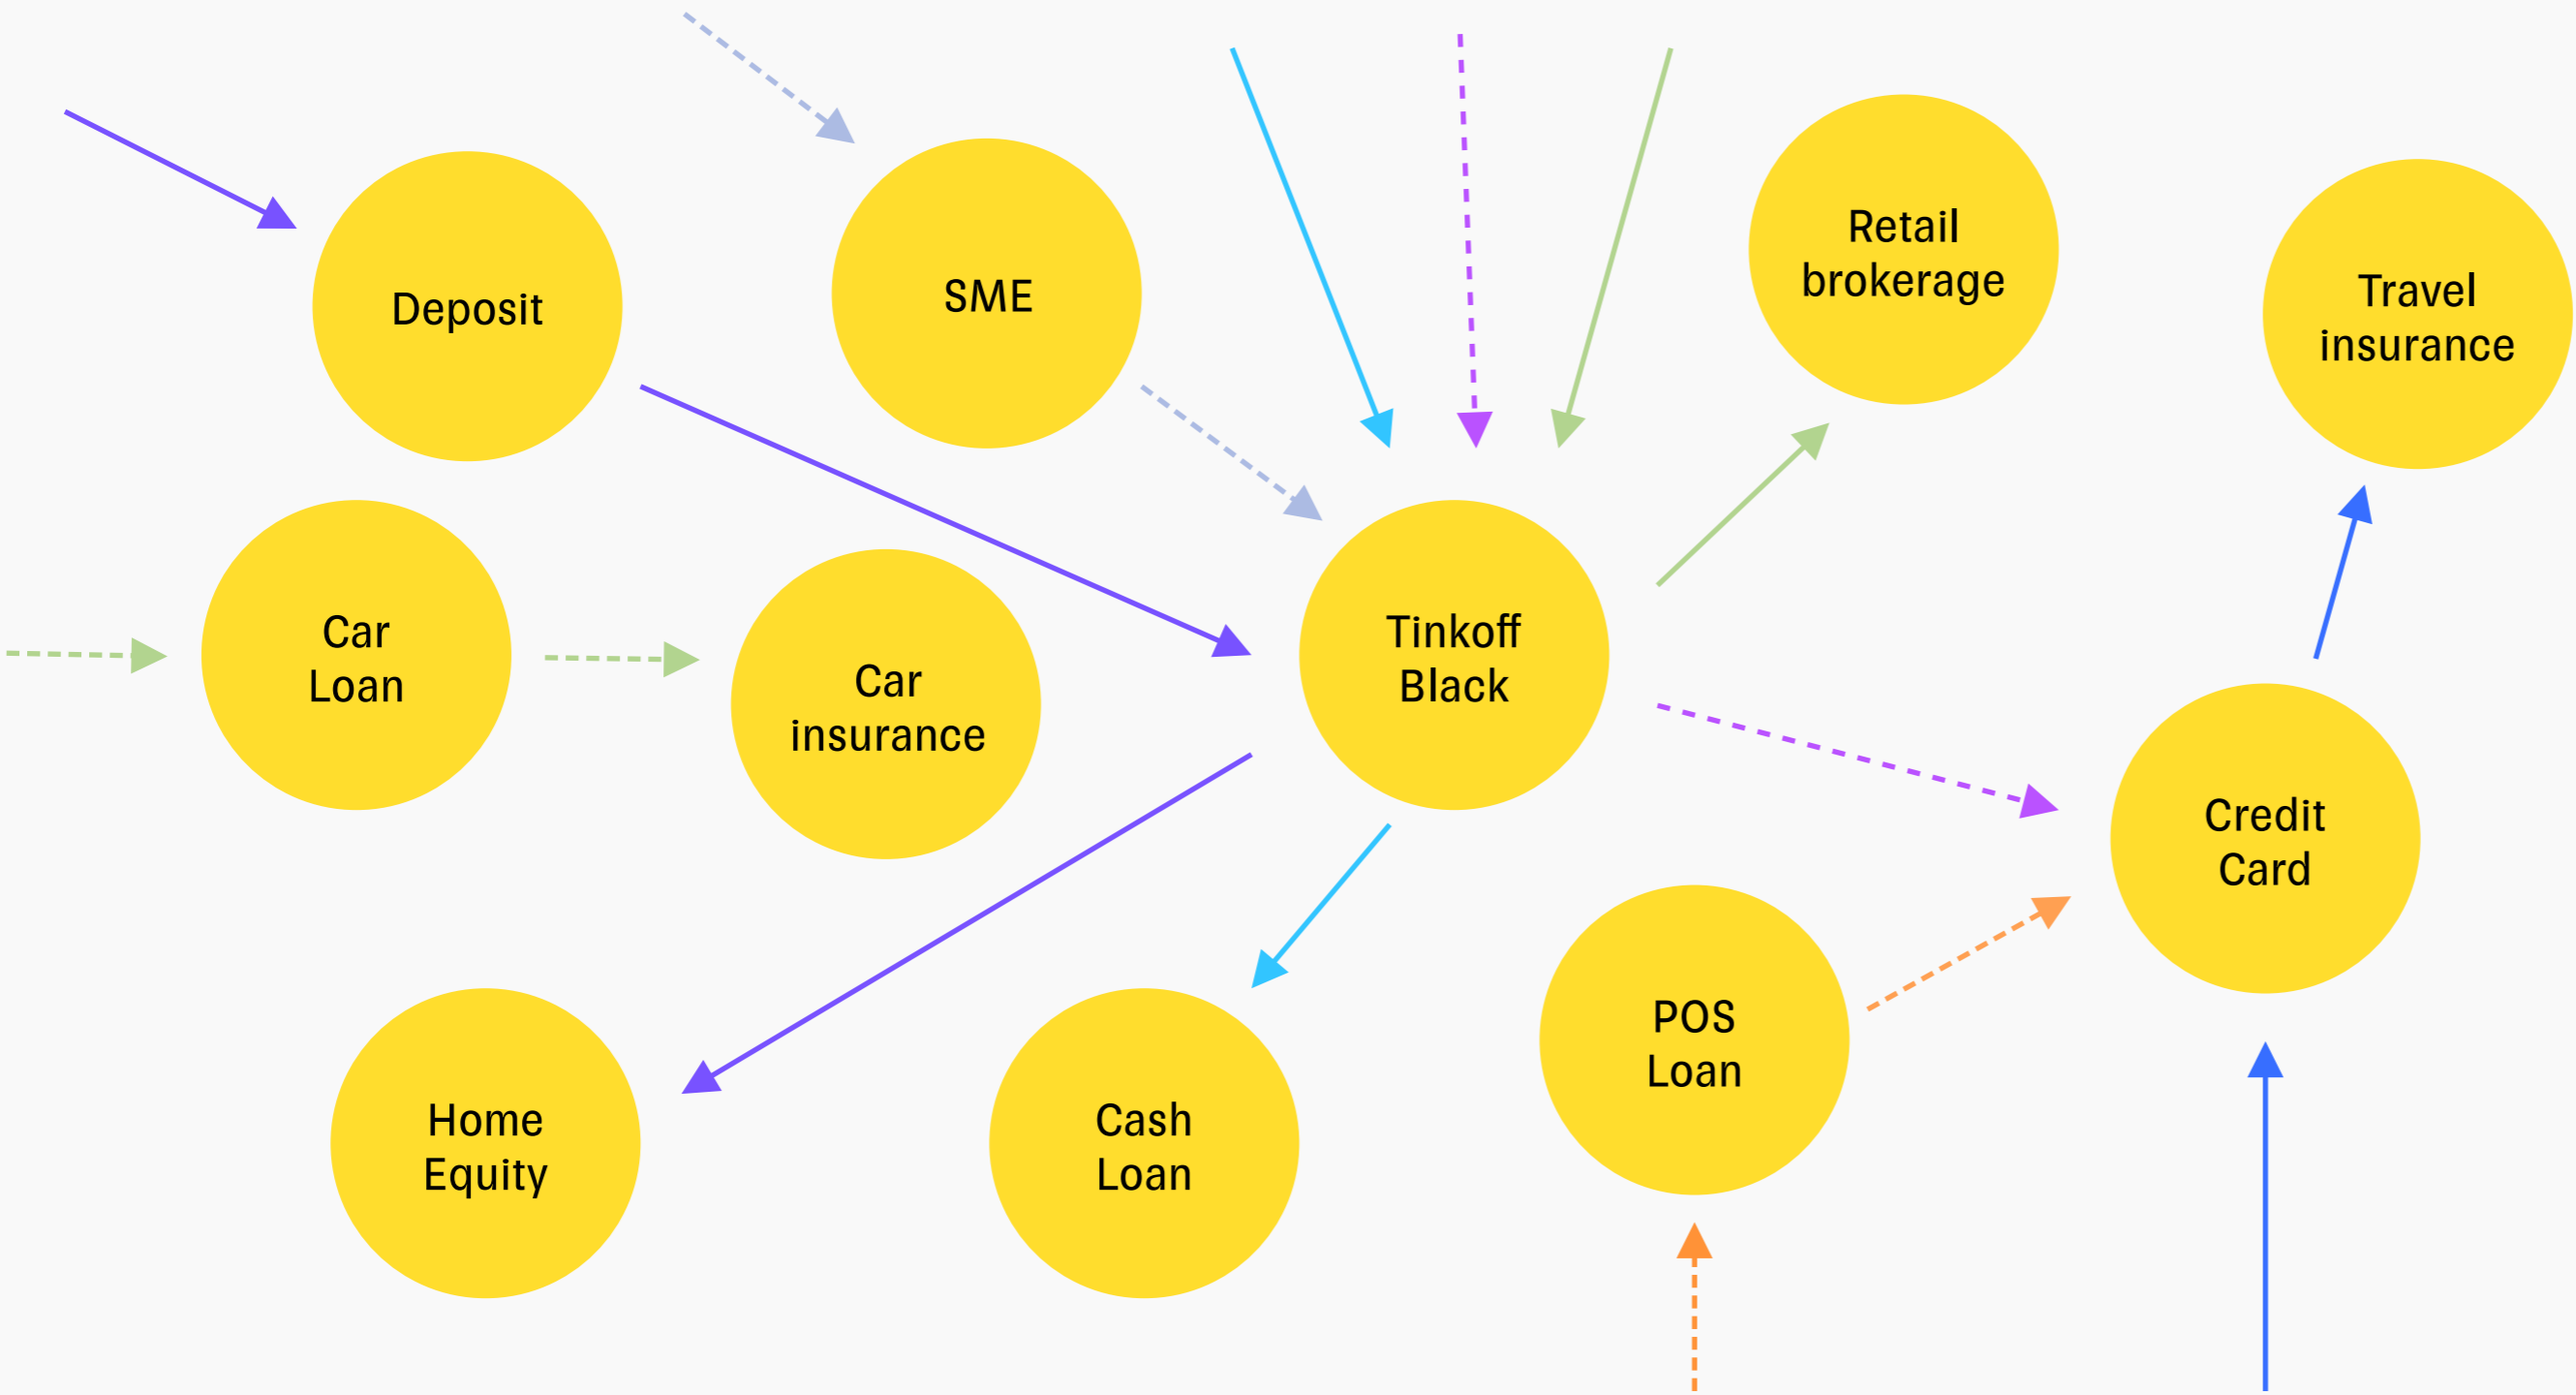 Deposit
SME
Retail
brokerage
Travel
insurance
Car
Loan
Car
insurance
Tinkoff
Black
Credit
Card
POS
Loan
Home
Equity
Cash
Loan